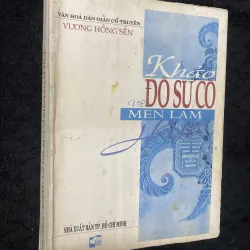 VĂN HOÁ DÂN GIAN CỔ TRUYỀN
VƯƠNG HỒNG SỂN
Khảo
ĐỒ SỨ CỔ
VỀ
MEN LAM
NHÀ XUẤT BẢN TP. HỒ CHÍ MINH